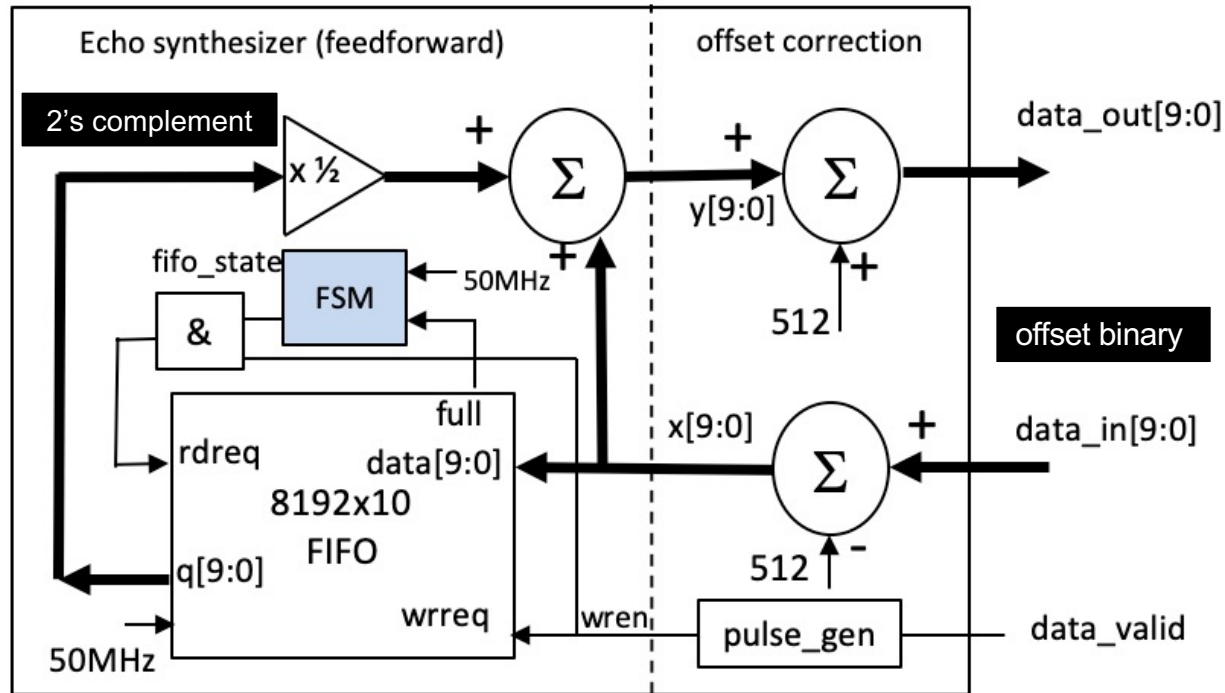 Echo synthesizer (feedforward)
offset correction
2’s complement
x ½
+
Σ
+
+
y[9:0]
Σ
+
512
data_out[9:0]
fifo_state
FSM
50MHz
&
offset binary
full
rdreq
data[9:0]
8192x10
FIFO
q[9:0]
wrreq
50MHz
x[9:0]
Σ
+
-
512
data_in[9:0]
wren
pulse_gen
data_valid